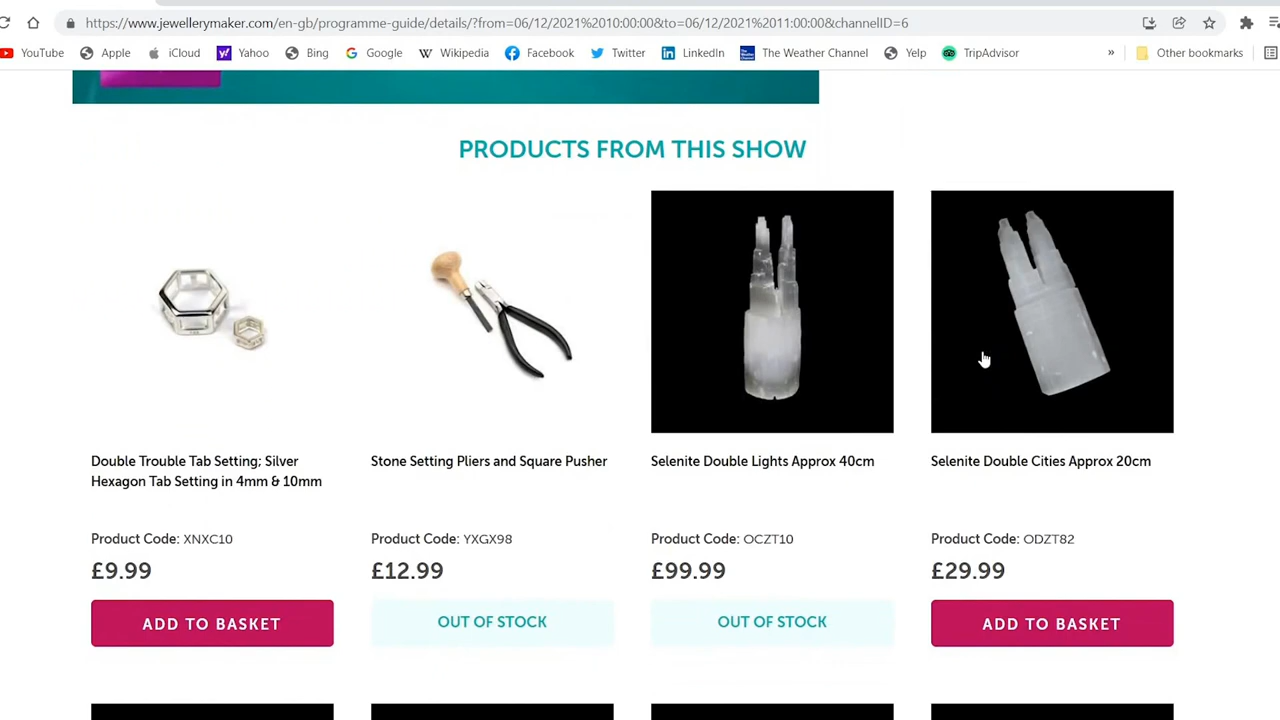 https://www.jewellerymaker.com/en-gb/programme-guide/details/?from=06/12/2021%2010:00:00&to=06/12/2021%2011:00:00&channelID=6
YouTube Apple iCloud Yahoo Bing Google Wikipedia Facebook Twitter LinkedIn The Weather Channel Yelp TripAdvisor » Other bookmarks
PRODUCTS FROM THIS SHOW
Double Trouble Tab Setting; Silver
Hexagon Tab Setting in 4mm & 10mm
Product Code: XNXC10
£9.99
ADD TO BASKET
Stone Setting Pliers and Square Pusher
Product Code: YXGX98
£12.99
OUT OF STOCK
Selenite Double Lights Approx 40cm
Product Code: OCZT10
£99.99
OUT OF STOCK
Selenite Double Cities Approx 20cm
Product Code: ODZT82
£29.99
ADD TO BASKET